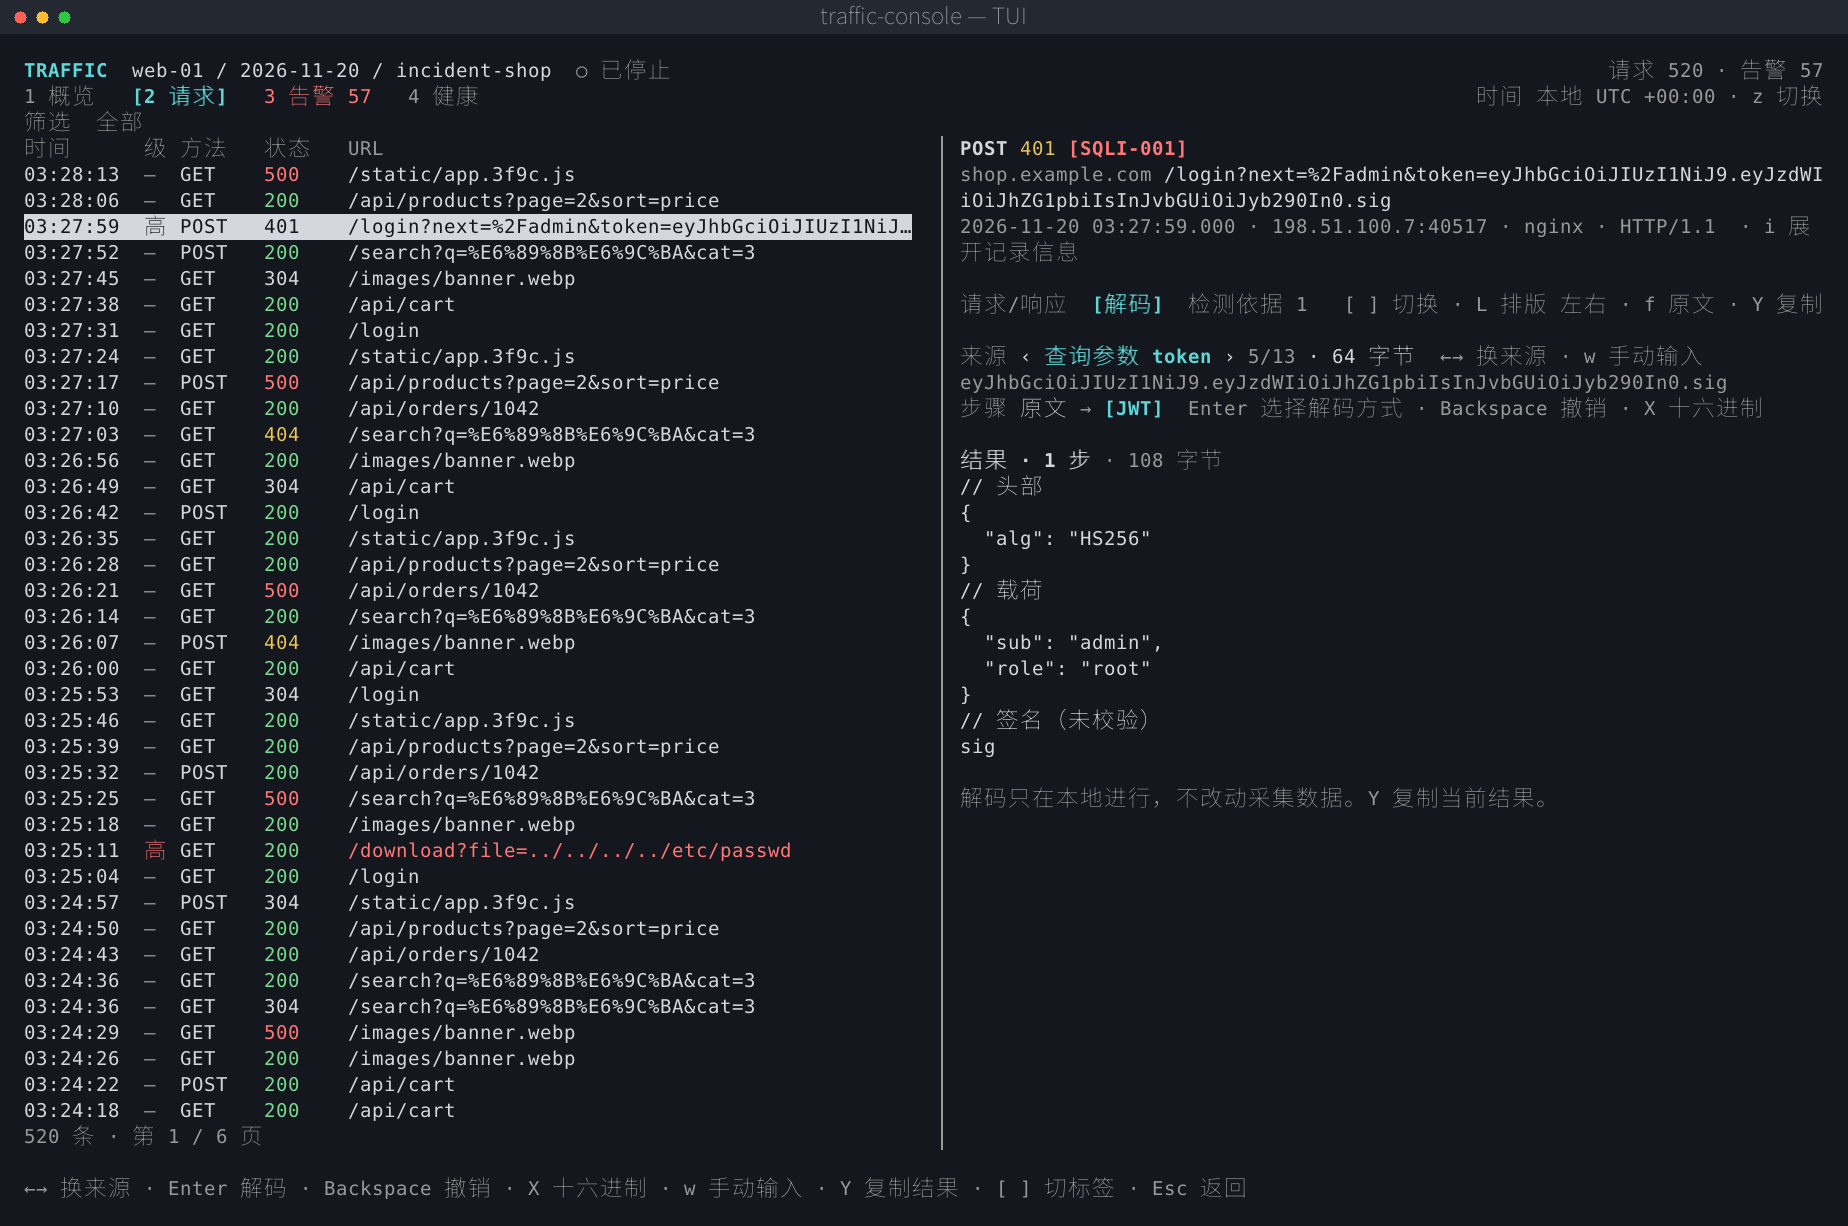 traffic-console — TUI
TRAFFIC web-01 / 2026-11-20 / incident-shop ○ 已停止 请求 520 · 告警 57
1 概览 [2 请求] 3 告警 57 4 健康 时间 本地 UTC +00:00 · z 切换
筛选 全部
时间 级 方法 状态 URL
03:28:13 — GET 500 /static/app.3f9c.js
03:28:06 — GET 200 /api/products?page=2&sort=price
03:27:59 高 POST 401 /login?next=%2Fadmin&token=eyJhbGciOiJIUzI1NiJ…
03:27:52 — POST 200 /search?q=%E6%89%8B%E6%9C%BA&cat=3
03:27:45 — GET 304 /images/banner.webp
03:27:38 — GET 200 /api/cart
03:27:31 — GET 200 /login
03:27:24 — GET 200 /static/app.3f9c.js
03:27:17 — POST 500 /api/products?page=2&sort=price
03:27:10 — GET 200 /api/orders/1042
03:27:03 — GET 404 /search?q=%E6%89%8B%E6%9C%BA&cat=3
03:26:56 — GET 200 /images/banner.webp
03:26:49 — GET 304 /api/cart
03:26:42 — POST 200 /login
03:26:35 — GET 200 /static/app.3f9c.js
03:26:28 — GET 200 /api/products?page=2&sort=price
03:26:21 — GET 500 /api/orders/1042
03:26:14 — GET 200 /search?q=%E6%89%8B%E6%9C%BA&cat=3
03:26:07 — POST 404 /images/banner.webp
03:26:00 — GET 200 /api/cart
03:25:53 — GET 304 /login
03:25:46 — GET 200 /static/app.3f9c.js
03:25:39 — GET 200 /api/products?page=2&sort=price
03:25:32 — POST 200 /api/orders/1042
03:25:25 — GET 500 /search?q=%E6%89%8B%E6%9C%BA&cat=3
03:25:18 — GET 200 /images/banner.webp
03:25:11 高 GET 200 /download?file=../../../../etc/passwd
03:25:04 — GET 200 /login
03:24:57 — POST 304 /static/app.3f9c.js
03:24:50 — GET 200 /api/products?page=2&sort=price
03:24:43 — GET 200 /api/orders/1042
03:24:36 — GET 200 /search?q=%E6%89%8B%E6%9C%BA&cat=3
03:24:36 — GET 304 /search?q=%E6%89%8B%E6%9C%BA&cat=3
03:24:29 — GET 500 /images/banner.webp
03:24:26 — GET 200 /images/banner.webp
03:24:22 — POST 200 /api/cart
03:24:18 — GET 200 /api/cart
520 条 · 第 1 / 6 页
POST 401 [SQLI-001]
shop.example.com /login?next=%2Fadmin&token=eyJhbGciOiJIUzI1NiJ9.eyJzdWI
iOiJhZG1pbiIsInJvbGUiOiJyb290In0.sig
2026-11-20 03:27:59.000 · 198.51.100.7:40517 · nginx · HTTP/1.1 · i 展
开记录信息
请求/响应 [解码] 检测依据 1 [ ] 切换 · L 排版 左右 · f 原文 · Y 复制
来源 ‹ 查询参数 token › 5/13 · 64 字节 ←→ 换来源 · w 手动输入
eyJhbGciOiJIUzI1NiJ9.eyJzdWIiOiJhZG1pbiIsInJvbGUiOiJyb290In0.sig
步骤 原文 → [JWT] Enter 选择解码方式 · Backspace 撤销 · X 十六进制
结果 · 1 步 · 108 字节
// 头部
{
"alg": "HS256"
}
// 载荷
{
"sub": "admin",
"role": "root"
}
// 签名（未校验）
sig
解码只在本地进行，不改动采集数据。Y 复制当前结果。
←→ 换来源 · Enter 解码 · Backspace 撤销 · X 十六进制 · w 手动输入 · Y 复制结果 · [ ] 切标签 · Esc 返回